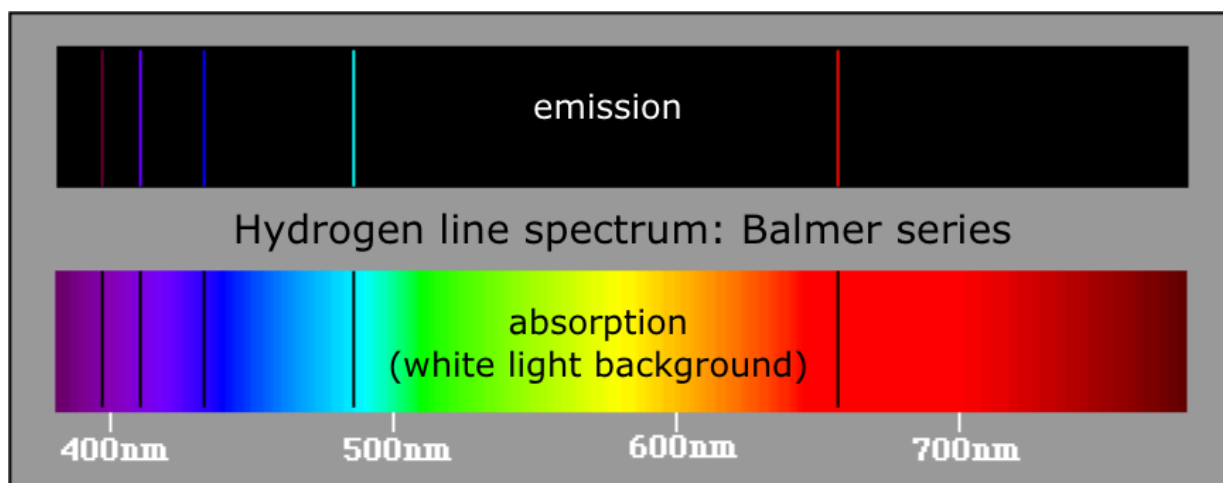 emission
Hydrogen line spectrum: Balmer series
absorption
(white light background)
400nm 500nm 600nm 700nm